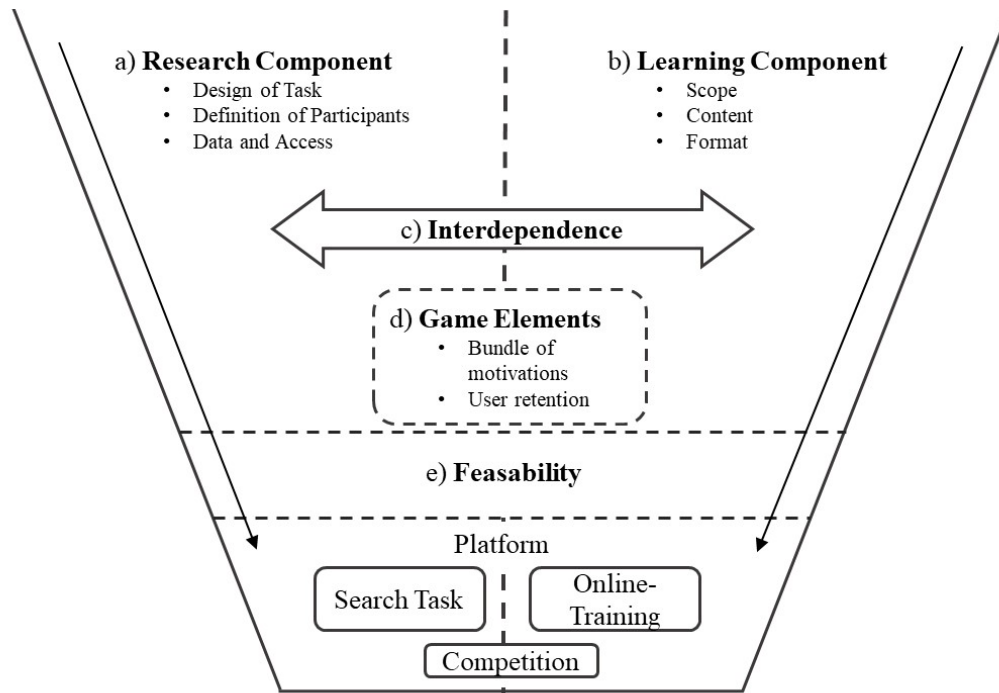 a) Research Component
• Design of Task
• Definition of Participants
• Data and Access
b) Learning Component
• Scope
• Content
• Format
c) Interdependence
d) Game Elements
• Bundle of
motivations
• User retention
e) Feasability
Platform
Search Task
Online-
Training
Competition